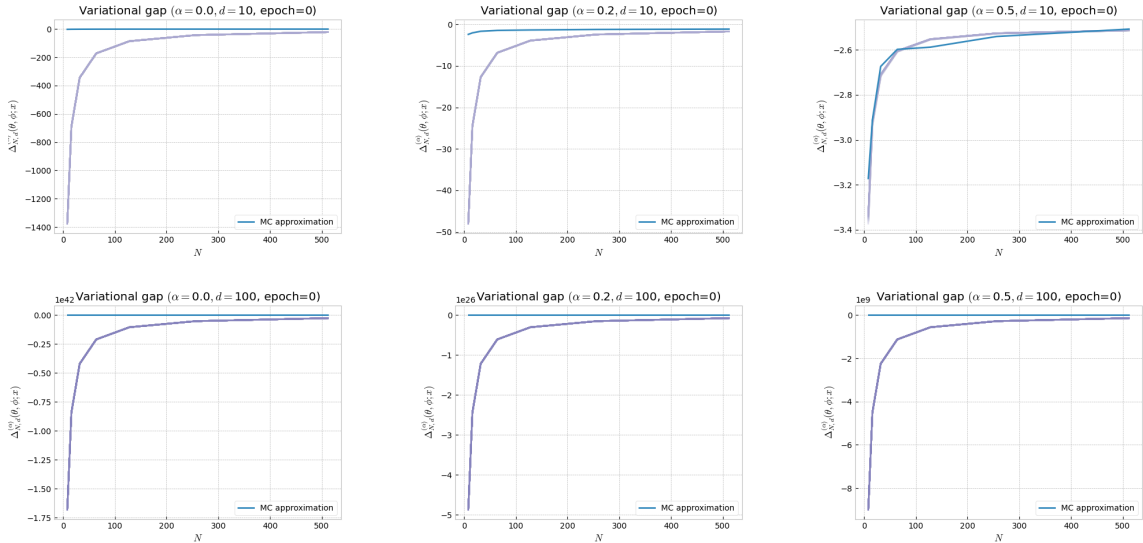 Variational gap (α = 0.0, d = 10, epoch=0)
0
−200
−400
−600
−800
−1000
−1200
−1400
0 100 200 300 400 500
N
(θ, φ; x)
MC approximation
Variational gap (α = 0.2, d = 10, epoch=0)
0
−10
−20
−30
−40
−50
0 100 200 300 400 500
N
Δ_{N,d}^{(α)}(θ, φ; x)
MC approximation
Variational gap (α = 0.5, d = 10, epoch=0)
−2.6
−2.8
−3.0
−3.2
−3.4
0 100 200 300 400 500
N
Δ_{N,d}^{(α)}(θ, φ; x)
MC approximation
1e42
Variational gap (α = 0.0, d = 100, epoch=0)
0.00
−0.25
−0.50
−0.75
−1.00
−1.25
−1.50
−1.75
0 100 200 300 400 500
N
Δ_{N,d}^{(α)}(θ, φ; x)
MC approximation
1e26
Variational gap (α = 0.2, d = 100, epoch=0)
0
−1
−2
−3
−4
−5
0 100 200 300 400 500
N
Δ_{N,d}^{(α)}(θ, φ; x)
MC approximation
1e9
Variational gap (α = 0.5, d = 100, epoch=0)
0
−2
−4
−6
−8
0 100 200 300 400 500
N
Δ_{N,d}^{(α)}(θ, φ; x)
MC approximation